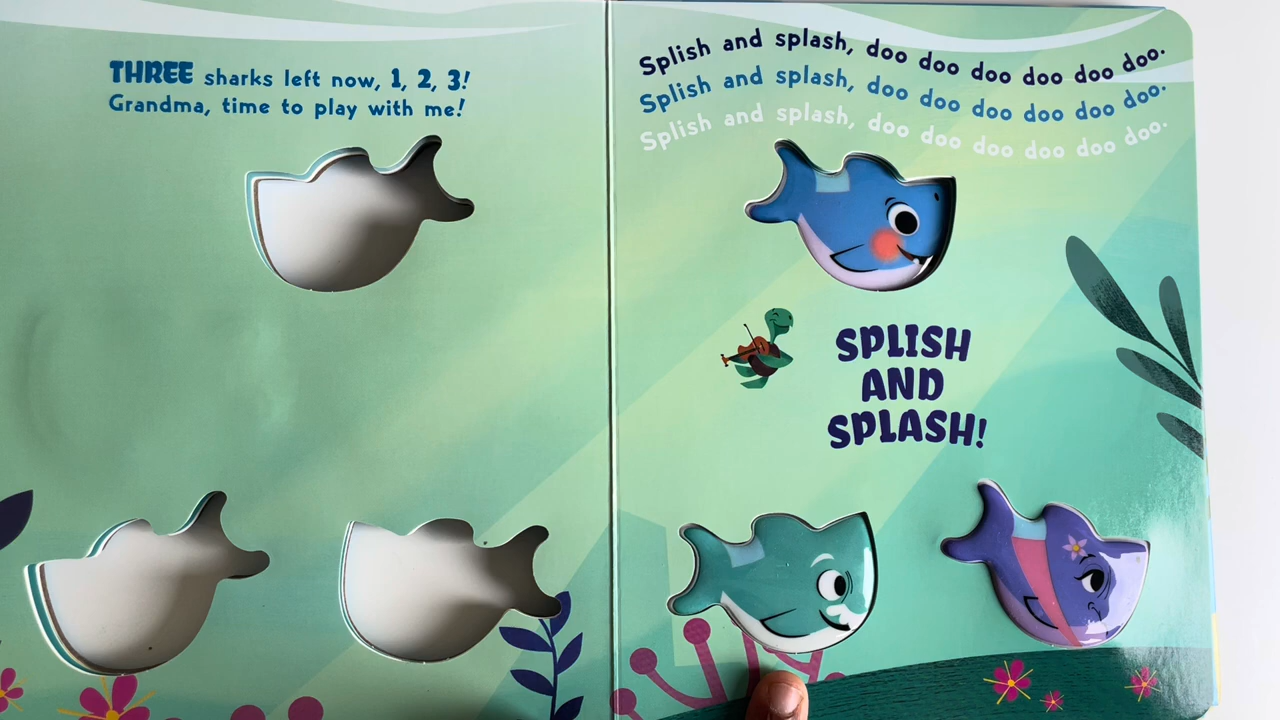 THREE sharks left now, 1, 2, 3!
Grandma, time to play with me!
Splish and splash, doo doo doo doo doo doo.
Splish and splash, doo doo doo doo doo doo.
Splish and splash, doo doo doo doo doo doo.
SPLISH
AND
SPLASH!